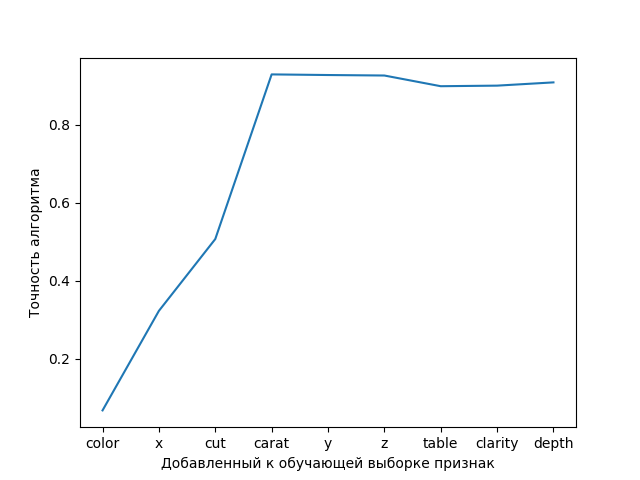 Точность алгоритма
0.8
0.6
0.4
0.2
color x cut carat y z table clarity depth
Добавленный к обучающей выборке признак